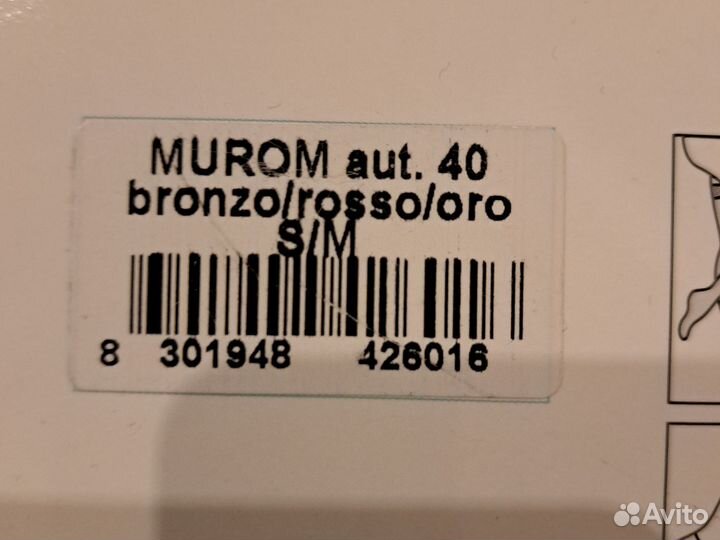 MUROM aut. 40
bronzo/rosso/oro
S/M
8 301948 426016
Avito